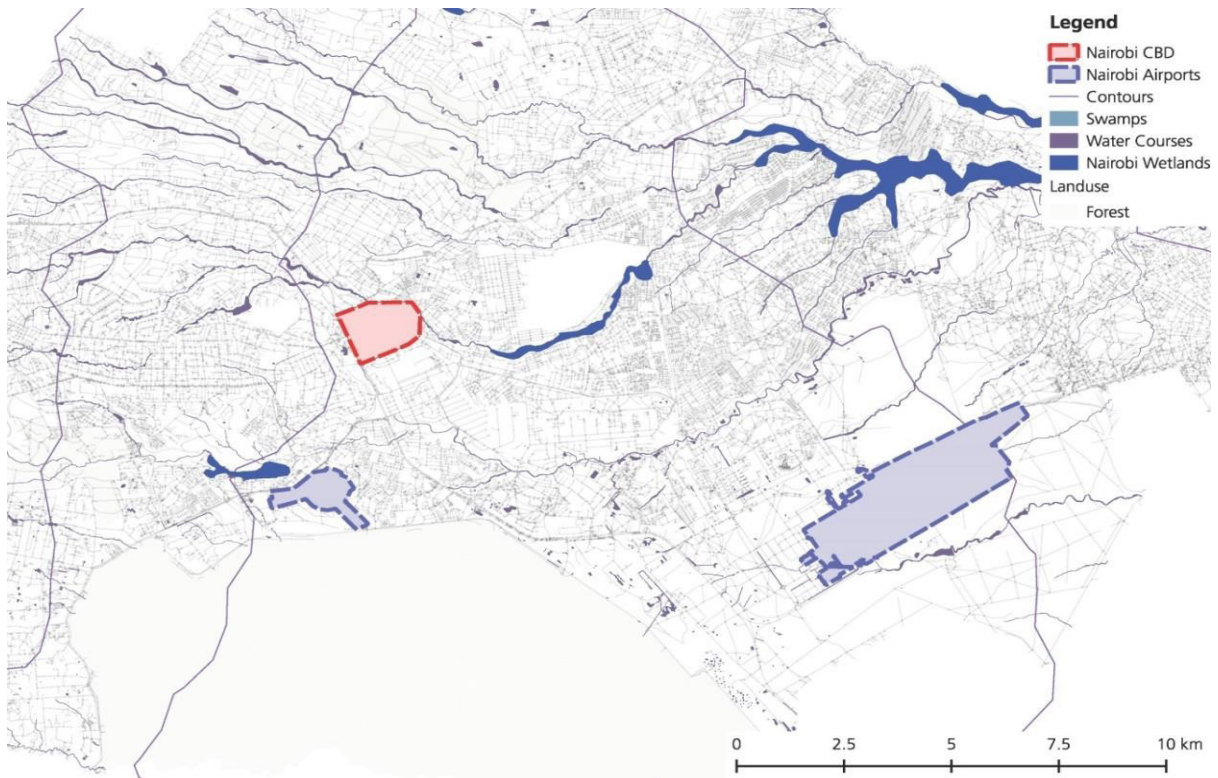 Legend
Nairobi CBD
Nairobi Airports
Contours
Swamps
Water Courses
Nairobi Wetlands
Landuse
Forest
0 2.5 5 7.5 10 km